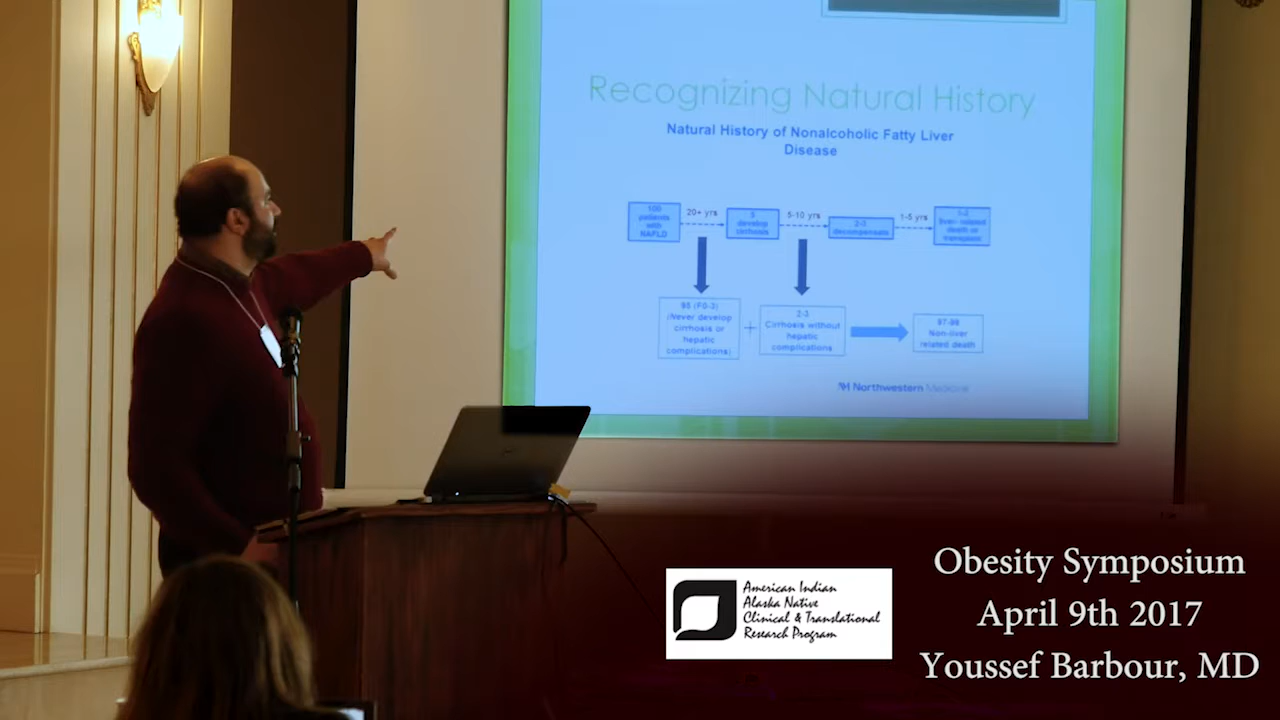 Recognizing Natural History
Natural History of Nonalcoholic Fatty Liver
Disease
100
patients
with
NAFLD
20+ yrs
5
develop
cirrhosis
5-10 yrs
2-3
decompensate
1-5 yrs
1-2
liver- related
death or
transplant
95 (F0-3)
(Never develop
cirrhosis or
hepatic
complications)
+
2-3
Cirrhosis without
hepatic
complications
97-98
Non-liver
related death
M Northwestern Medicine
American Indian
Alaska Native
Clinical & Translational
Research Program
Obesity Symposium
April 9th 2017
Youssef Barbour, MD